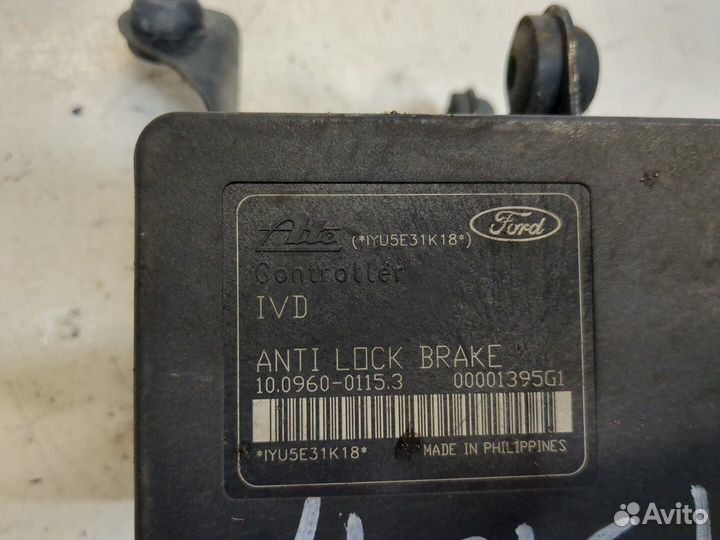 Ate (*IYU5E31K18*) Ford
Controller
IVD
ANTI LOCK BRAKE
10.0960-0115.3 00001395G1
*IYU5E31K18* MADE IN PHILIPPINES
Avito